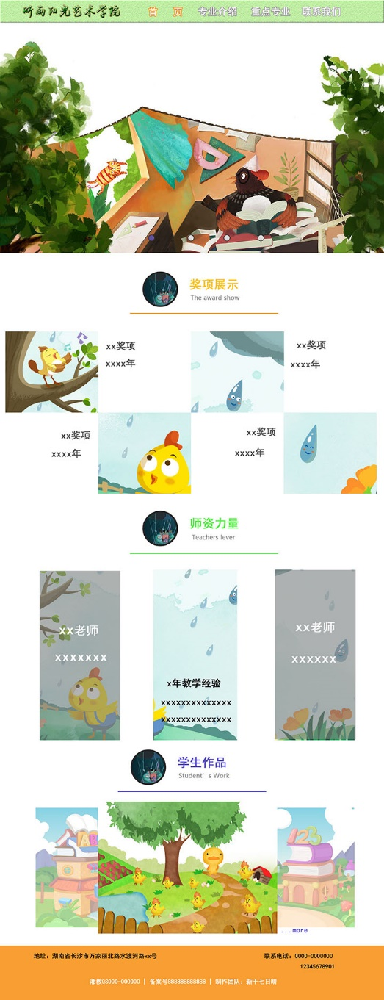 听雨阳光艺术学院 首 页 专业介绍 重点专业 联系我们
奖项展示
The award show
xx奖项
xxxx年
xx奖项
xxxx年
xx奖项
xxxx年
xx奖项
xxxx年
师资力量
Teachers lever
xx老师
xxxxxxx
x年教学经验
xxxxxxxxxxxxxx
xxxxxxxxxxxxxx
xx老师
xxxxxx
学生作品
Student's Work
AB
123
...more
地址：湖南省长沙市万家丽北路水渡河路xx号
联系电话：0000-0000000
12345678901
湘教QS000-000000 | 备案号888888888888 | 制作团队：新十七日晴